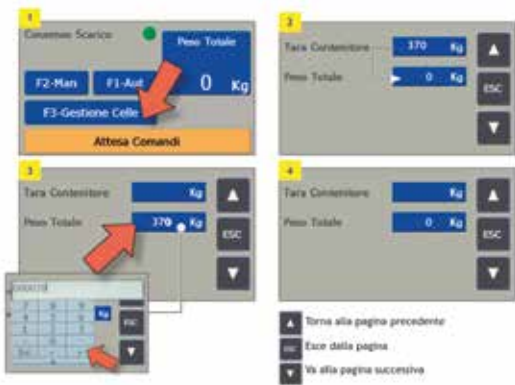 1
Consenso Scarico
Peso Totale
F2-Man
F1-Aut
0 Kg
F3-Gestione Celle
Attesa Comandi
2
Tara Contenitore 370 Kg
Peso Totale 0 Kg
ESC
3
Tara Contenitore Kg
Peso Totale 370 Kg
ESC
Kg
4
Tara Contenitore Kg
Peso Totale 0 Kg
ESC
Torna alla pagina precedente
ESC Esce dalla pagina
Va alla pagina successiva